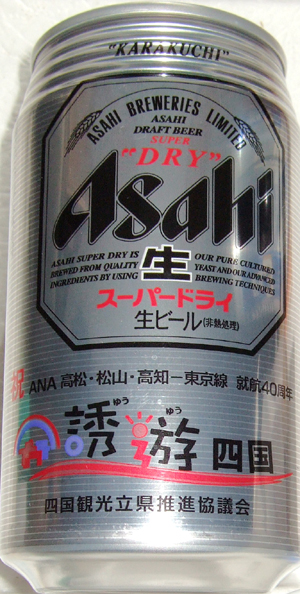 "KARAKUCHI"
ASAHI BREWERIES LIMITED
ASAHI
DRAFT BEER
SUPER
"DRY"
Asahi
ASAHI SUPER DRY IS
BREWED FROM QUALITY
INGREDIENTS BY USING
生
OUR PURE CULTURED
YEAST AND OUR ADVANCED
BREWING TECHNIQUES
スーパードライ
生ビール(非熱処理)
祝 ANA 高松・松山・高知ー東京線 就航40周年
ゆう ゆう
誘遊四国
四国観光立県推進協議会